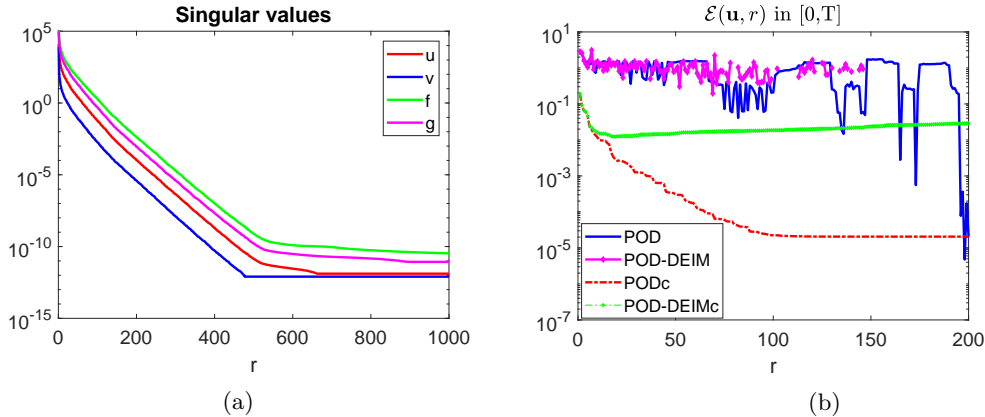 Singular values
10^5
10^0
10^-5
10^-10
10^-15
0
200
400
600
800
1000
r
u
v
f
g
(a)
ℰ(𝐮, r) in [0,T]
10^1
10^-1
10^-3
10^-5
10^-7
0
50
100
150
200
r
POD
POD-DEIM
PODc
POD-DEIMc
(b)